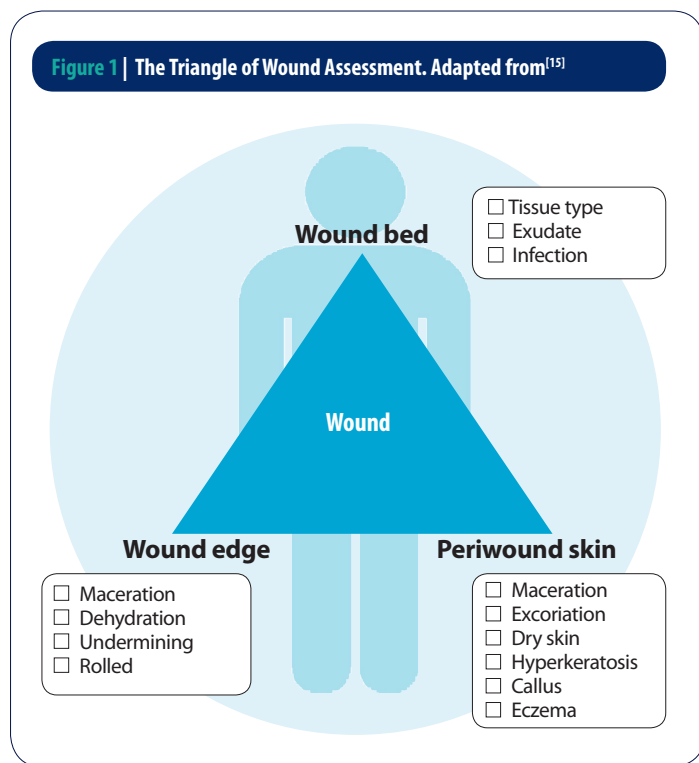 Figure 1 | The Triangle of Wound Assessment. Adapted from[15]
Wound bed
☐ Tissue type
☐ Exudate
☐ Infection
Wound
Wound edge
☐ Maceration
☐ Dehydration
☐ Undermining
☐ Rolled
Periwound skin
☐ Maceration
☐ Excoriation
☐ Dry skin
☐ Hyperkeratosis
☐ Callus
☐ Eczema